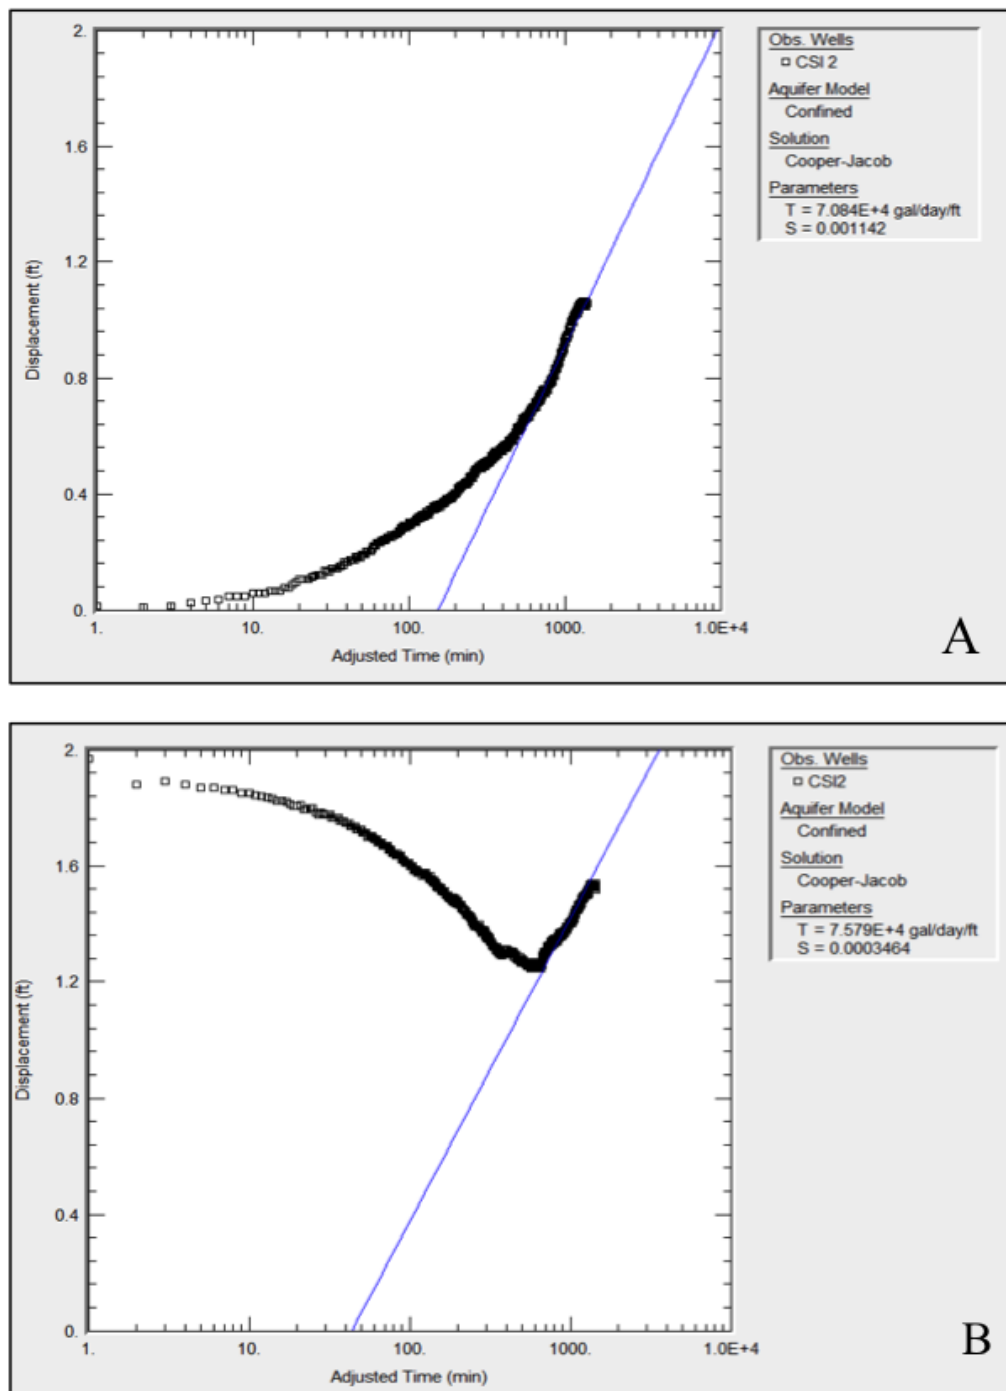 2.
1.6
1.2
0.8
0.4
0.
Displacement (ft)
1. 10. 100. 1000. 1.0E+4
Adjusted Time (min)
Obs. Wells
CSI 2
Aquifer Model
Confined
Solution
Cooper-Jacob
Parameters
T = 7.084E+4 gal/day/ft
S = 0.001142
A
2.
1.6
1.2
0.8
0.4
0.
Displacement (ft)
1. 10. 100. 1000. 1.0E+4
Adjusted Time (min)
Obs. Wells
CSI2
Aquifer Model
Confined
Solution
Cooper-Jacob
Parameters
T = 7.579E+4 gal/day/ft
S = 0.0003464
B